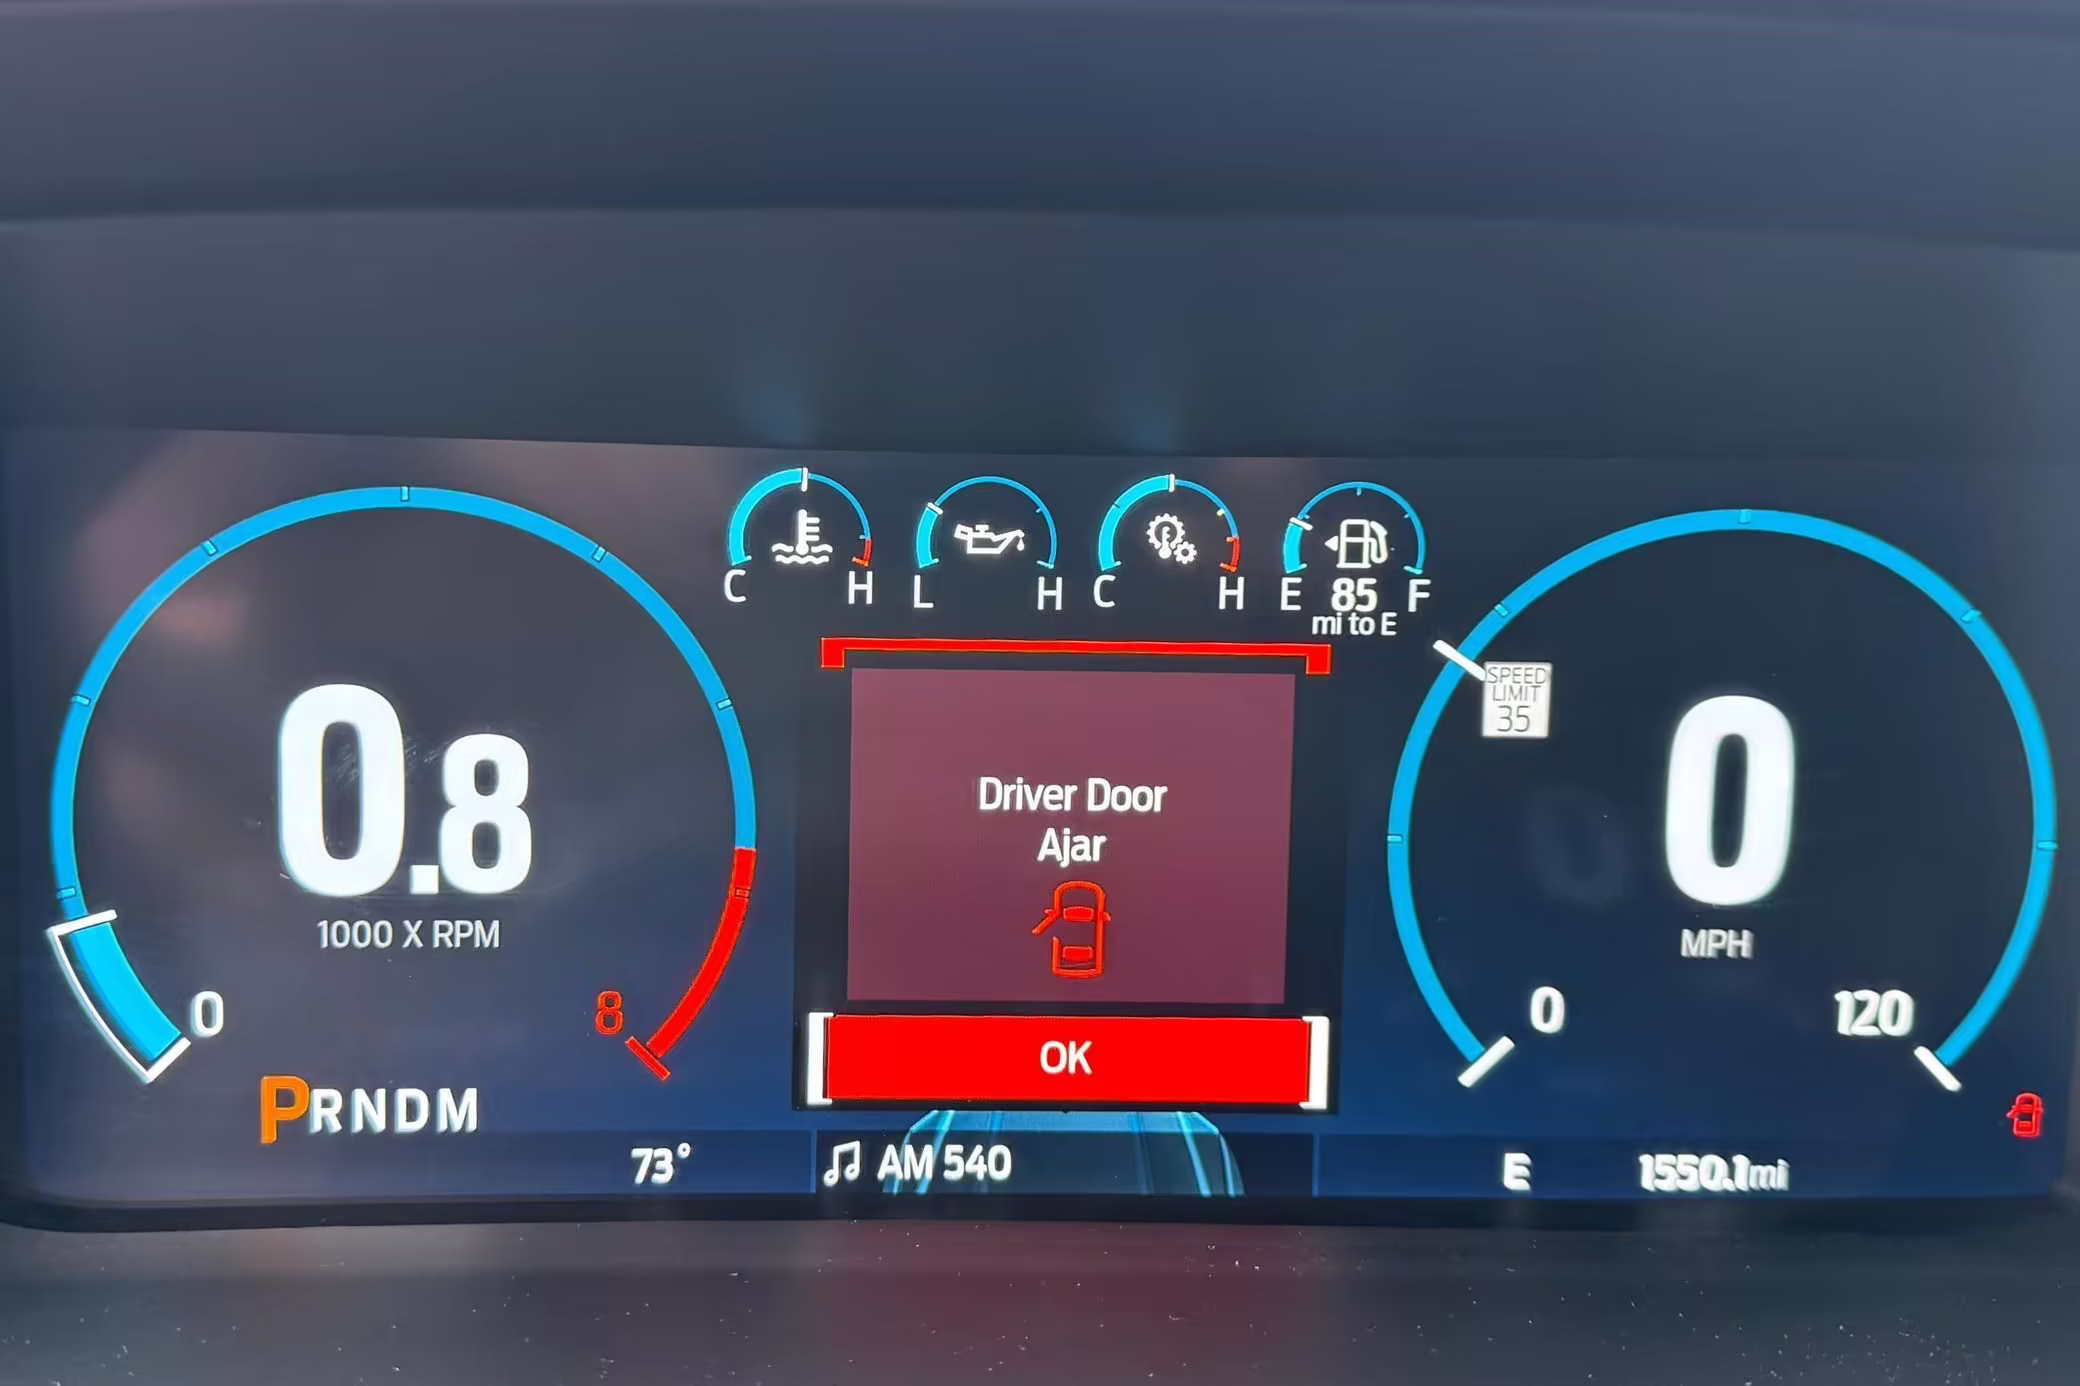 C H
L H
C H
E 85 F
mi to E
0.8
1000 X RPM
0
8
PRNDM
73°
Driver Door
Ajar
OK
AM 540
SPEED
LIMIT
35
0
MPH
0
120
E
1550.1mi